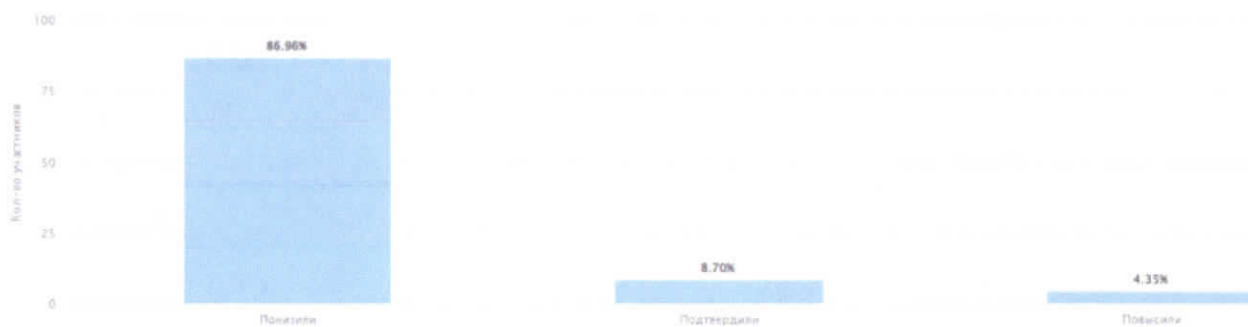 100
86.96%
75
Кол-во участников
50
25
8.70%
4.35%
0
Понизили
Подтвердили
Повысили